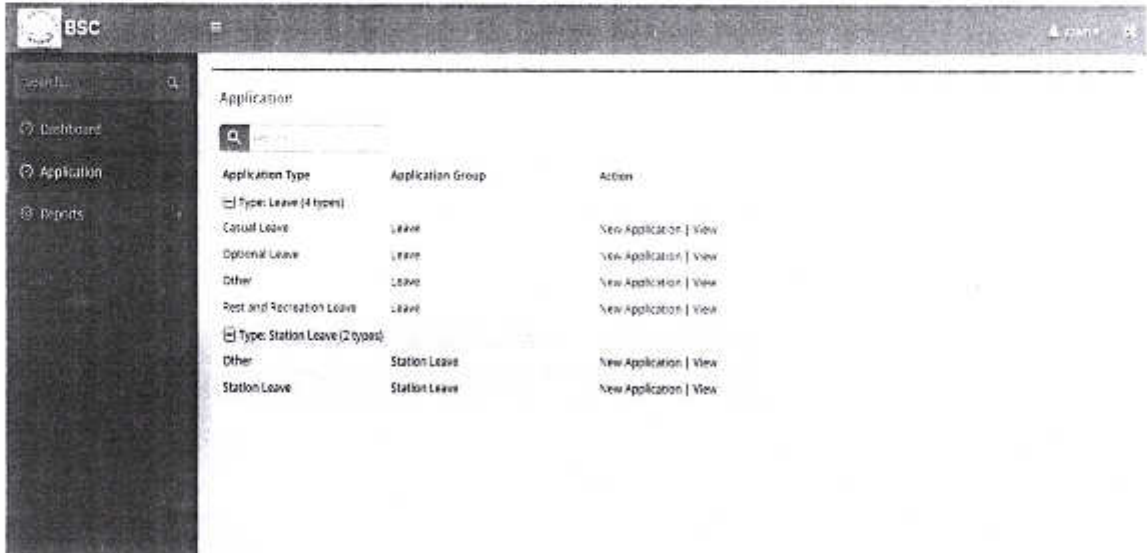 BSC
Search...
Dashboard
Application
Reports
Application
Application Type Application Group Action
Type: Leave (4 types)
Casual Leave Leave New Application | View
Optional Leave Leave New Application | View
Other Leave New Application | View
Rest and Recreation Leave Leave New Application | View
Type: Station Leave (2 types)
Other Station Leave New Application | View
Station Leave Station Leave New Application | View